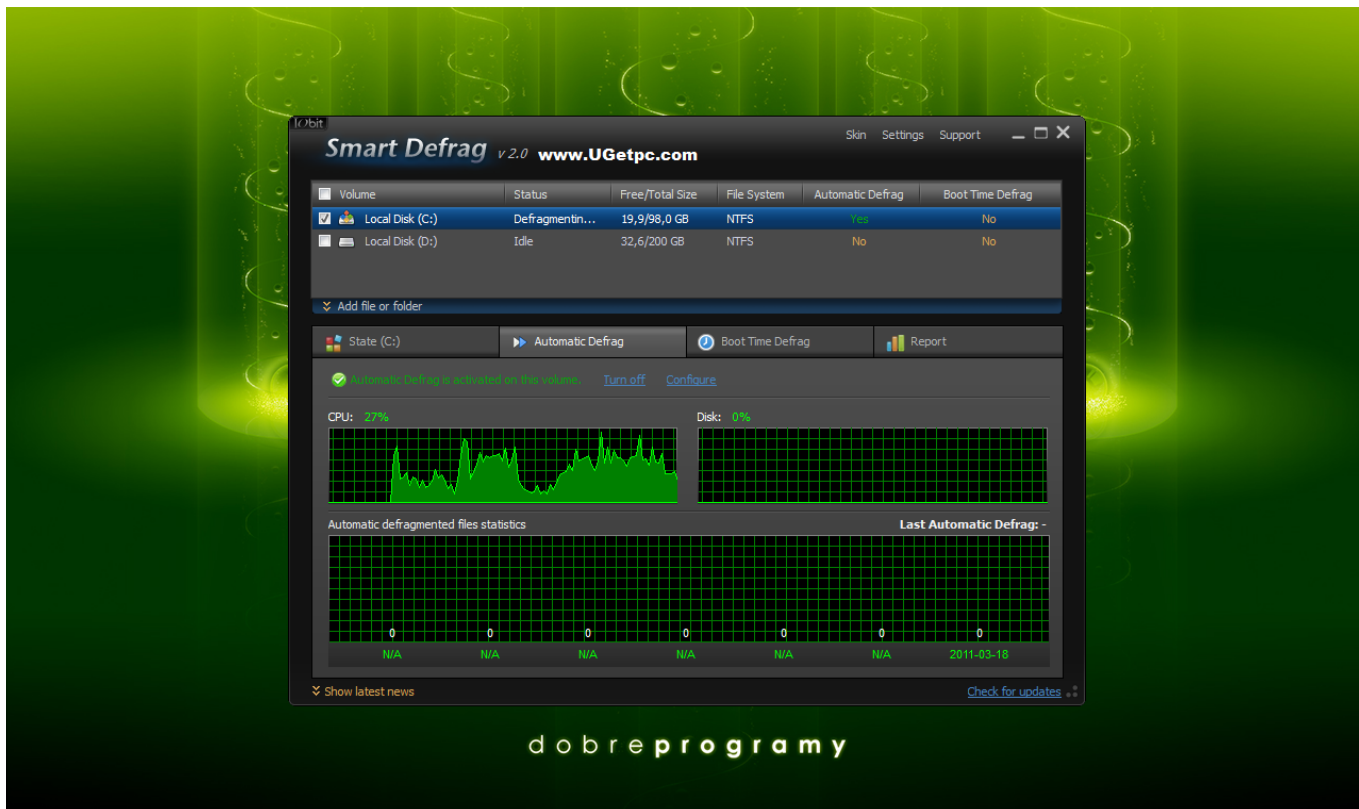 IObit
Smart Defrag v 2.0 www.UGetpc.com
Skin Settings Support
Volume Status Free/Total Size File System Automatic Defrag Boot Time Defrag
Local Disk (C:) Defragmentin... 19,9/98,0 GB NTFS Yes No
Local Disk (D:) Idle 32,6/200 GB NTFS No No
Add file or folder
State (C:) Automatic Defrag Boot Time Defrag Report
Automatic Defrag is activated on this volume. Turn off Configure
CPU: 27% Disk: 0%
Automatic defragmented files statistics Last Automatic Defrag: -
0 0 0 0 0 0 0
N/A N/A N/A N/A N/A N/A 2011-03-18
Show latest news Check for updates
dobreprogramy